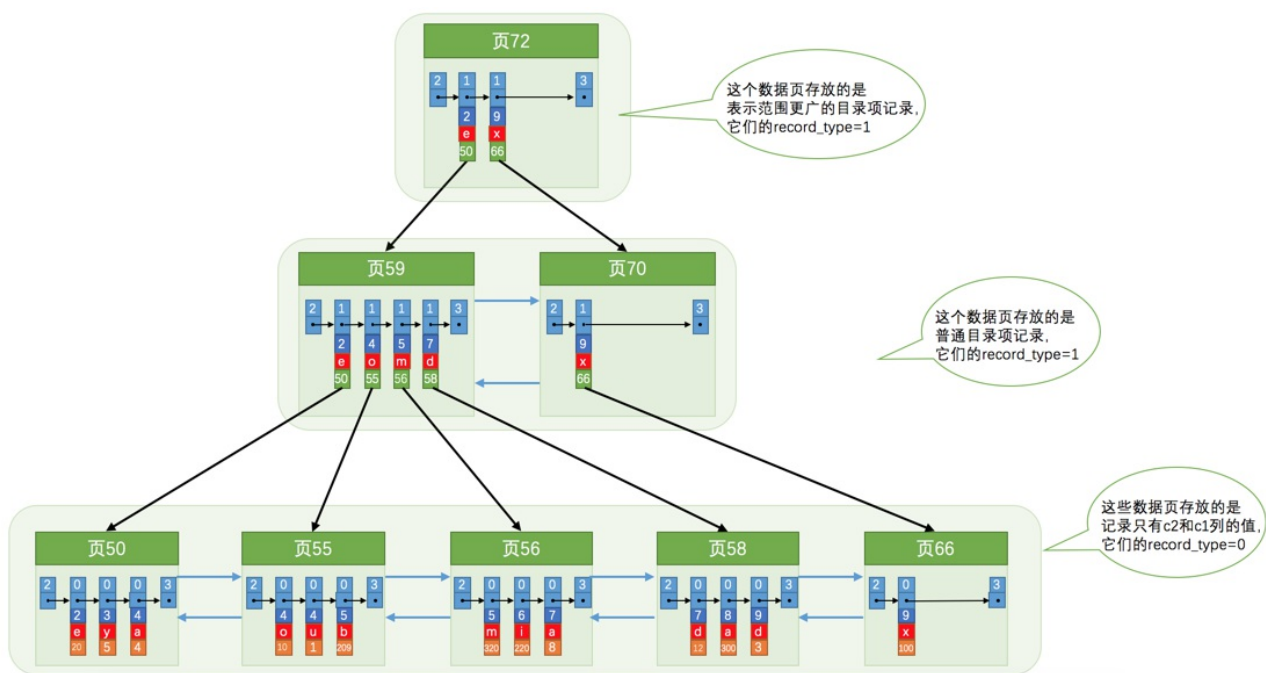 页72
2 1 1 3
2 9
e x
50 66
这个数据页存放的是
表示范围更广的目录项记录,
它们的record_type=1
页59 页70
2 1 1 1 1 3 2 1 3
2 4 5 7 9
e o m d x
50 55 56 58 66
这个数据页存放的是
普通目录项记录,
它们的record_type=1
这些数据页存放的是
记录只有c2和c1列的值,
它们的record_type=0
页50 页55 页56 页58 页66
2 0 0 0 3 2 0 0 0 3 2 0 0 0 3 2 0 0 0 3 2 0 3
2 3 4 4 4 5 5 6 7 7 8 9 9
e y a o u b m i a d a d x
20 5 4 10 1 209 320 220 8 12 300 3 100